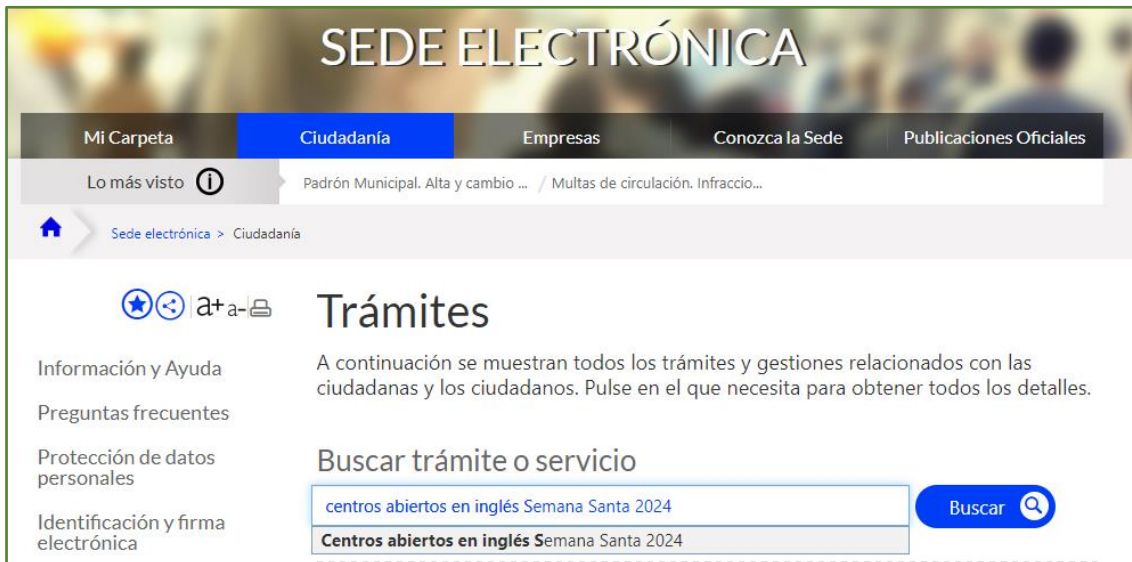 SEDE ELECTRÓNICA
Mi Carpeta Ciudadanía Empresas Conozca la Sede Publicaciones Oficiales
Lo más visto Padrón Municipal. Alta y cambio ... / Multas de circulación. Infraccio...
Sede electrónica > Ciudadanía
a+ a-
Trámites
A continuación se muestran todos los trámites y gestiones relacionados con las
ciudadanas y los ciudadanos. Pulse en el que necesita para obtener todos los detalles.
Información y Ayuda
Preguntas frecuentes
Protección de datos
personales
Identificación y firma
electrónica
Buscar trámite o servicio
centros abiertos en inglés Semana Santa 2024
Buscar
Centros abiertos en inglés Semana Santa 2024